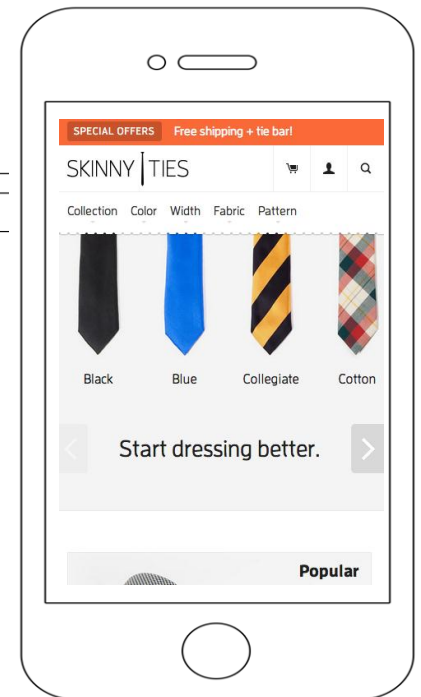 SPECIAL OFFERS Free shipping + tie bar!
SKINNY TIES
Collection Color Width Fabric Pattern
Black Blue Collegiate Cotton
Start dressing better.
Popular